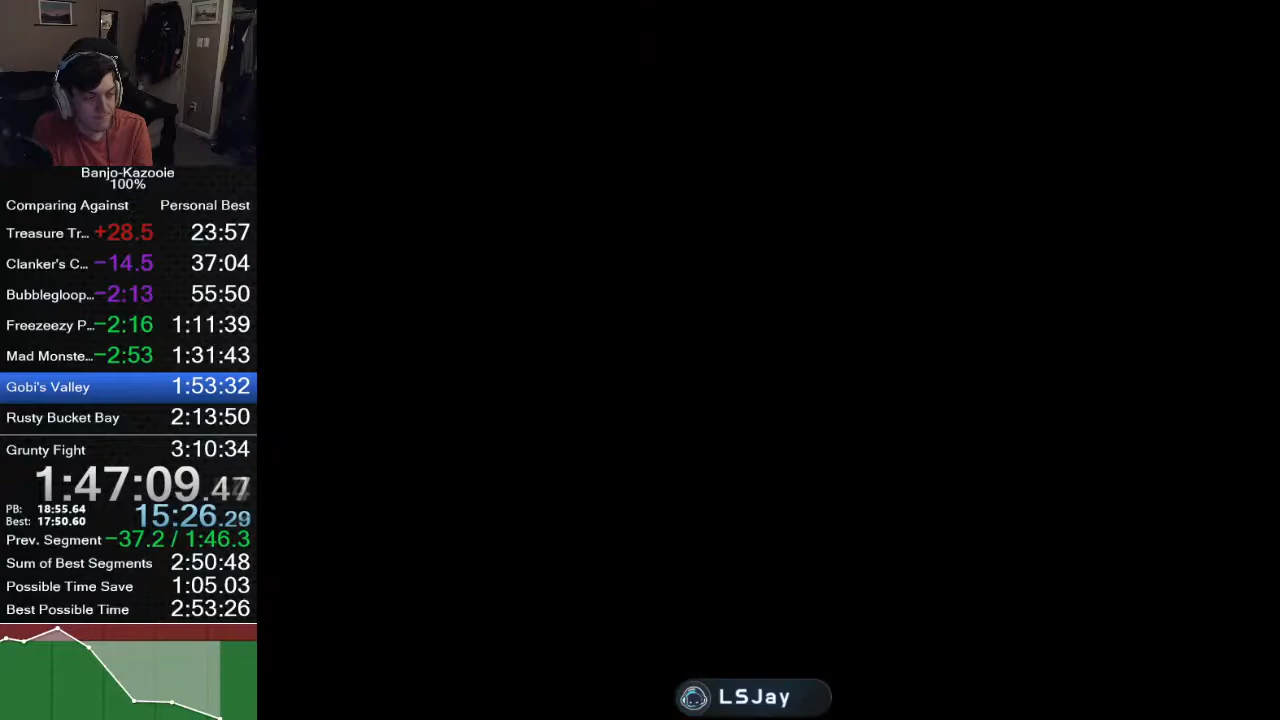 Banjo-Kazooie
100%
Comparing Against Personal Best
Treasure Tr... +28.5 23:57
Clanker's C... −14.5 37:04
Bubblegloop... −2:13 55:50
Freezeezy P... −2:16 1:11:39
Mad Monste... −2:53 1:31:43
Gobi's Valley 1:53:32
Rusty Bucket Bay 2:13:50
Grunty Fight 3:10:34
1:47:09.47
PB: 18:55.64
Best: 17:50.60
15:26.29
Prev. Segment −37.2 / 1:46.3
Sum of Best Segments 2:50:48
Possible Time Save 1:05.03
Best Possible Time 2:53:26
LSJay